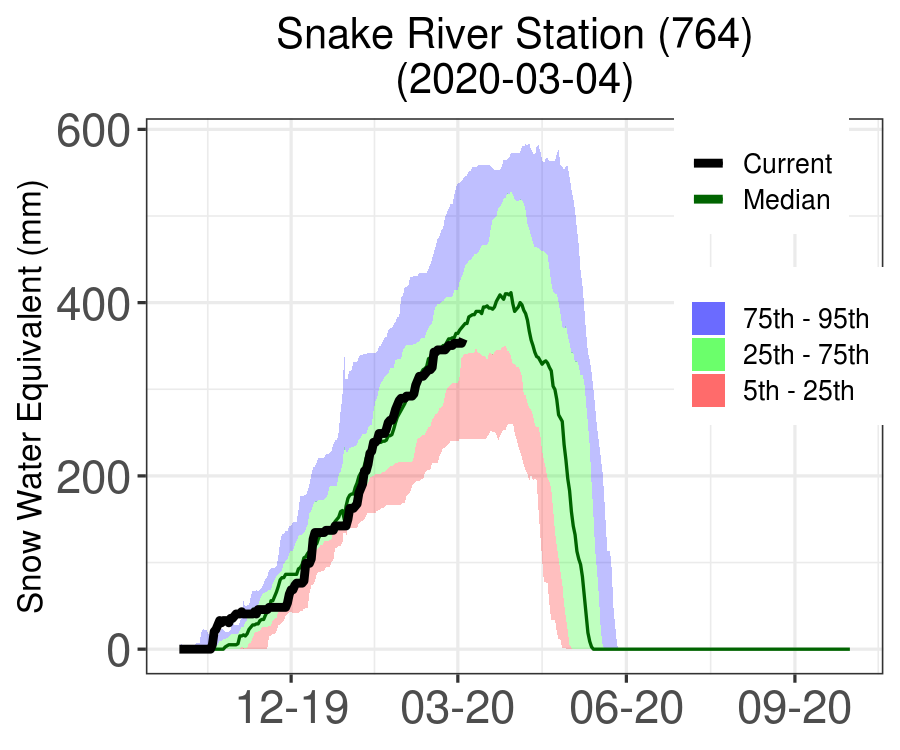 Snake River Station (764)
(2020-03-04)
Snow Water Equivalent (mm)
600
400
200
0
12-19
03-20
06-20
09-20
Current
Median
75th - 95th
25th - 75th
5th - 25th